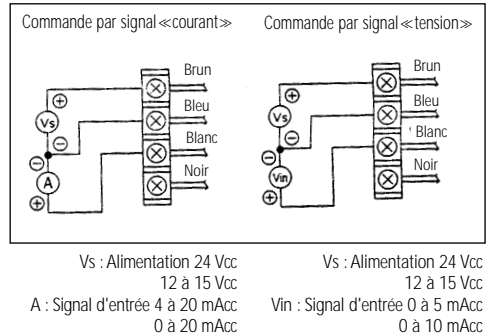 Commande par signal ≪courant≫
Commande par signal ≪tension≫
Brun
Bleu
Blanc
Noir
Vs
A
Brun
Bleu
Blanc
Noir
Vs
Vin
Vs : Alimentation 24 Vcc
12 à 15 Vcc
A : Signal d'entrée 4 à 20 mAcc
0 à 20 mAcc
Vs : Alimentation 24 Vcc
12 à 15 Vcc
Vin : Signal d'entrée 0 à 5 mAcc
0 à 10 mAcc